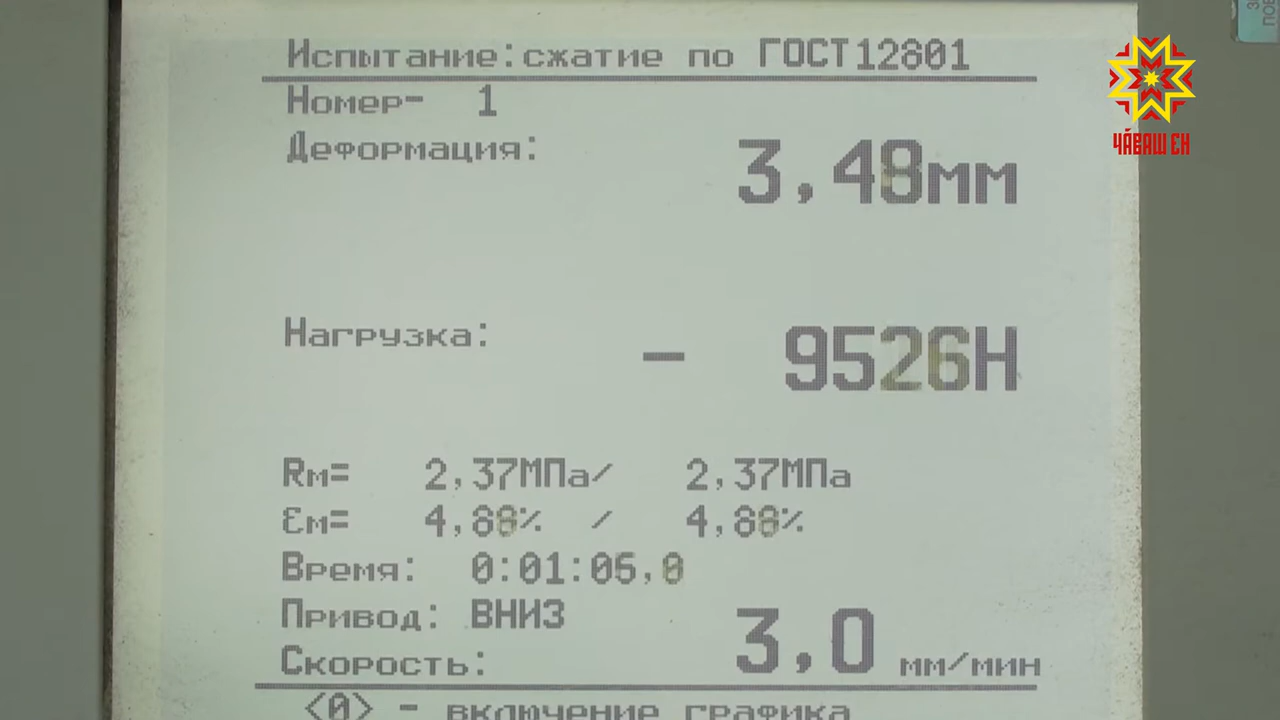 Испытание:сжатие по ГОСТ12801
Номер- 1
Деформация:
3,48мм
Нагрузка:
- 9526Н
Rм= 2,37МПа/ 2,37МПа
Ɛм= 4,88% / 4,88%
Время: 0:01:05,0
Привод: ВНИЗ
Скорость: 3,0 мм/мин
<0> - включение графика
ЧӐВАШ ЕН